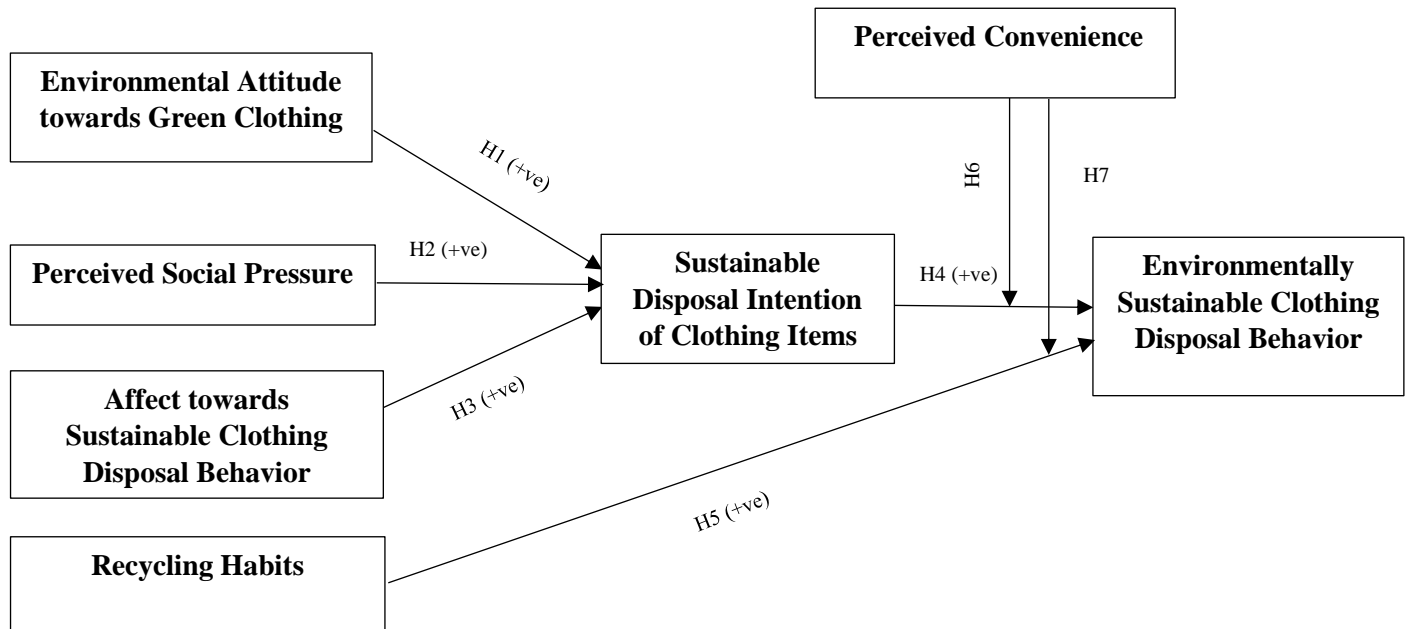 Perceived Convenience
Environmental Attitude
towards Green Clothing
H1 (+ve)
H6
H7
Perceived Social Pressure
H2 (+ve)
Sustainable
Disposal Intention
of Clothing Items
H4 (+ve)
Environmentally
Sustainable Clothing
Disposal Behavior
Affect towards
Sustainable Clothing
Disposal Behavior
H3 (+ve)
H5 (+ve)
Recycling Habits